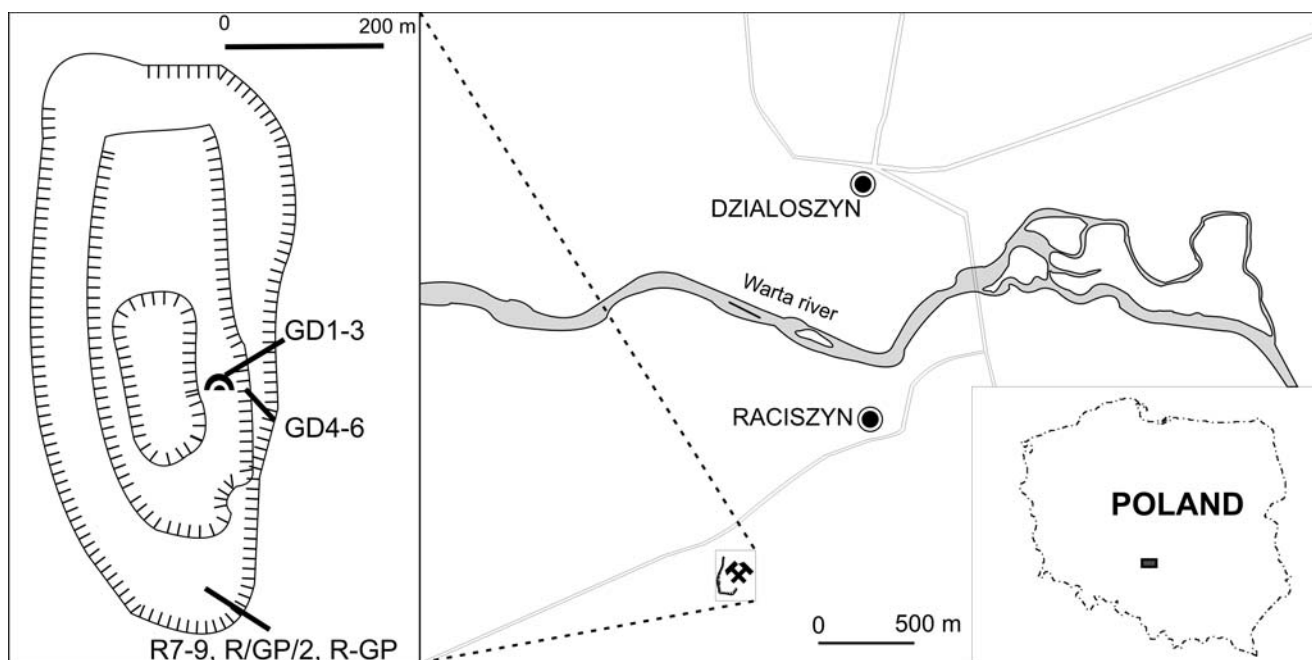 0 200 m
GD1-3
GD4-6
R7-9, R/GP/2, R-GP
DZIALOSZYN
Warta river
RACISZYN
0 500 m
POLAND